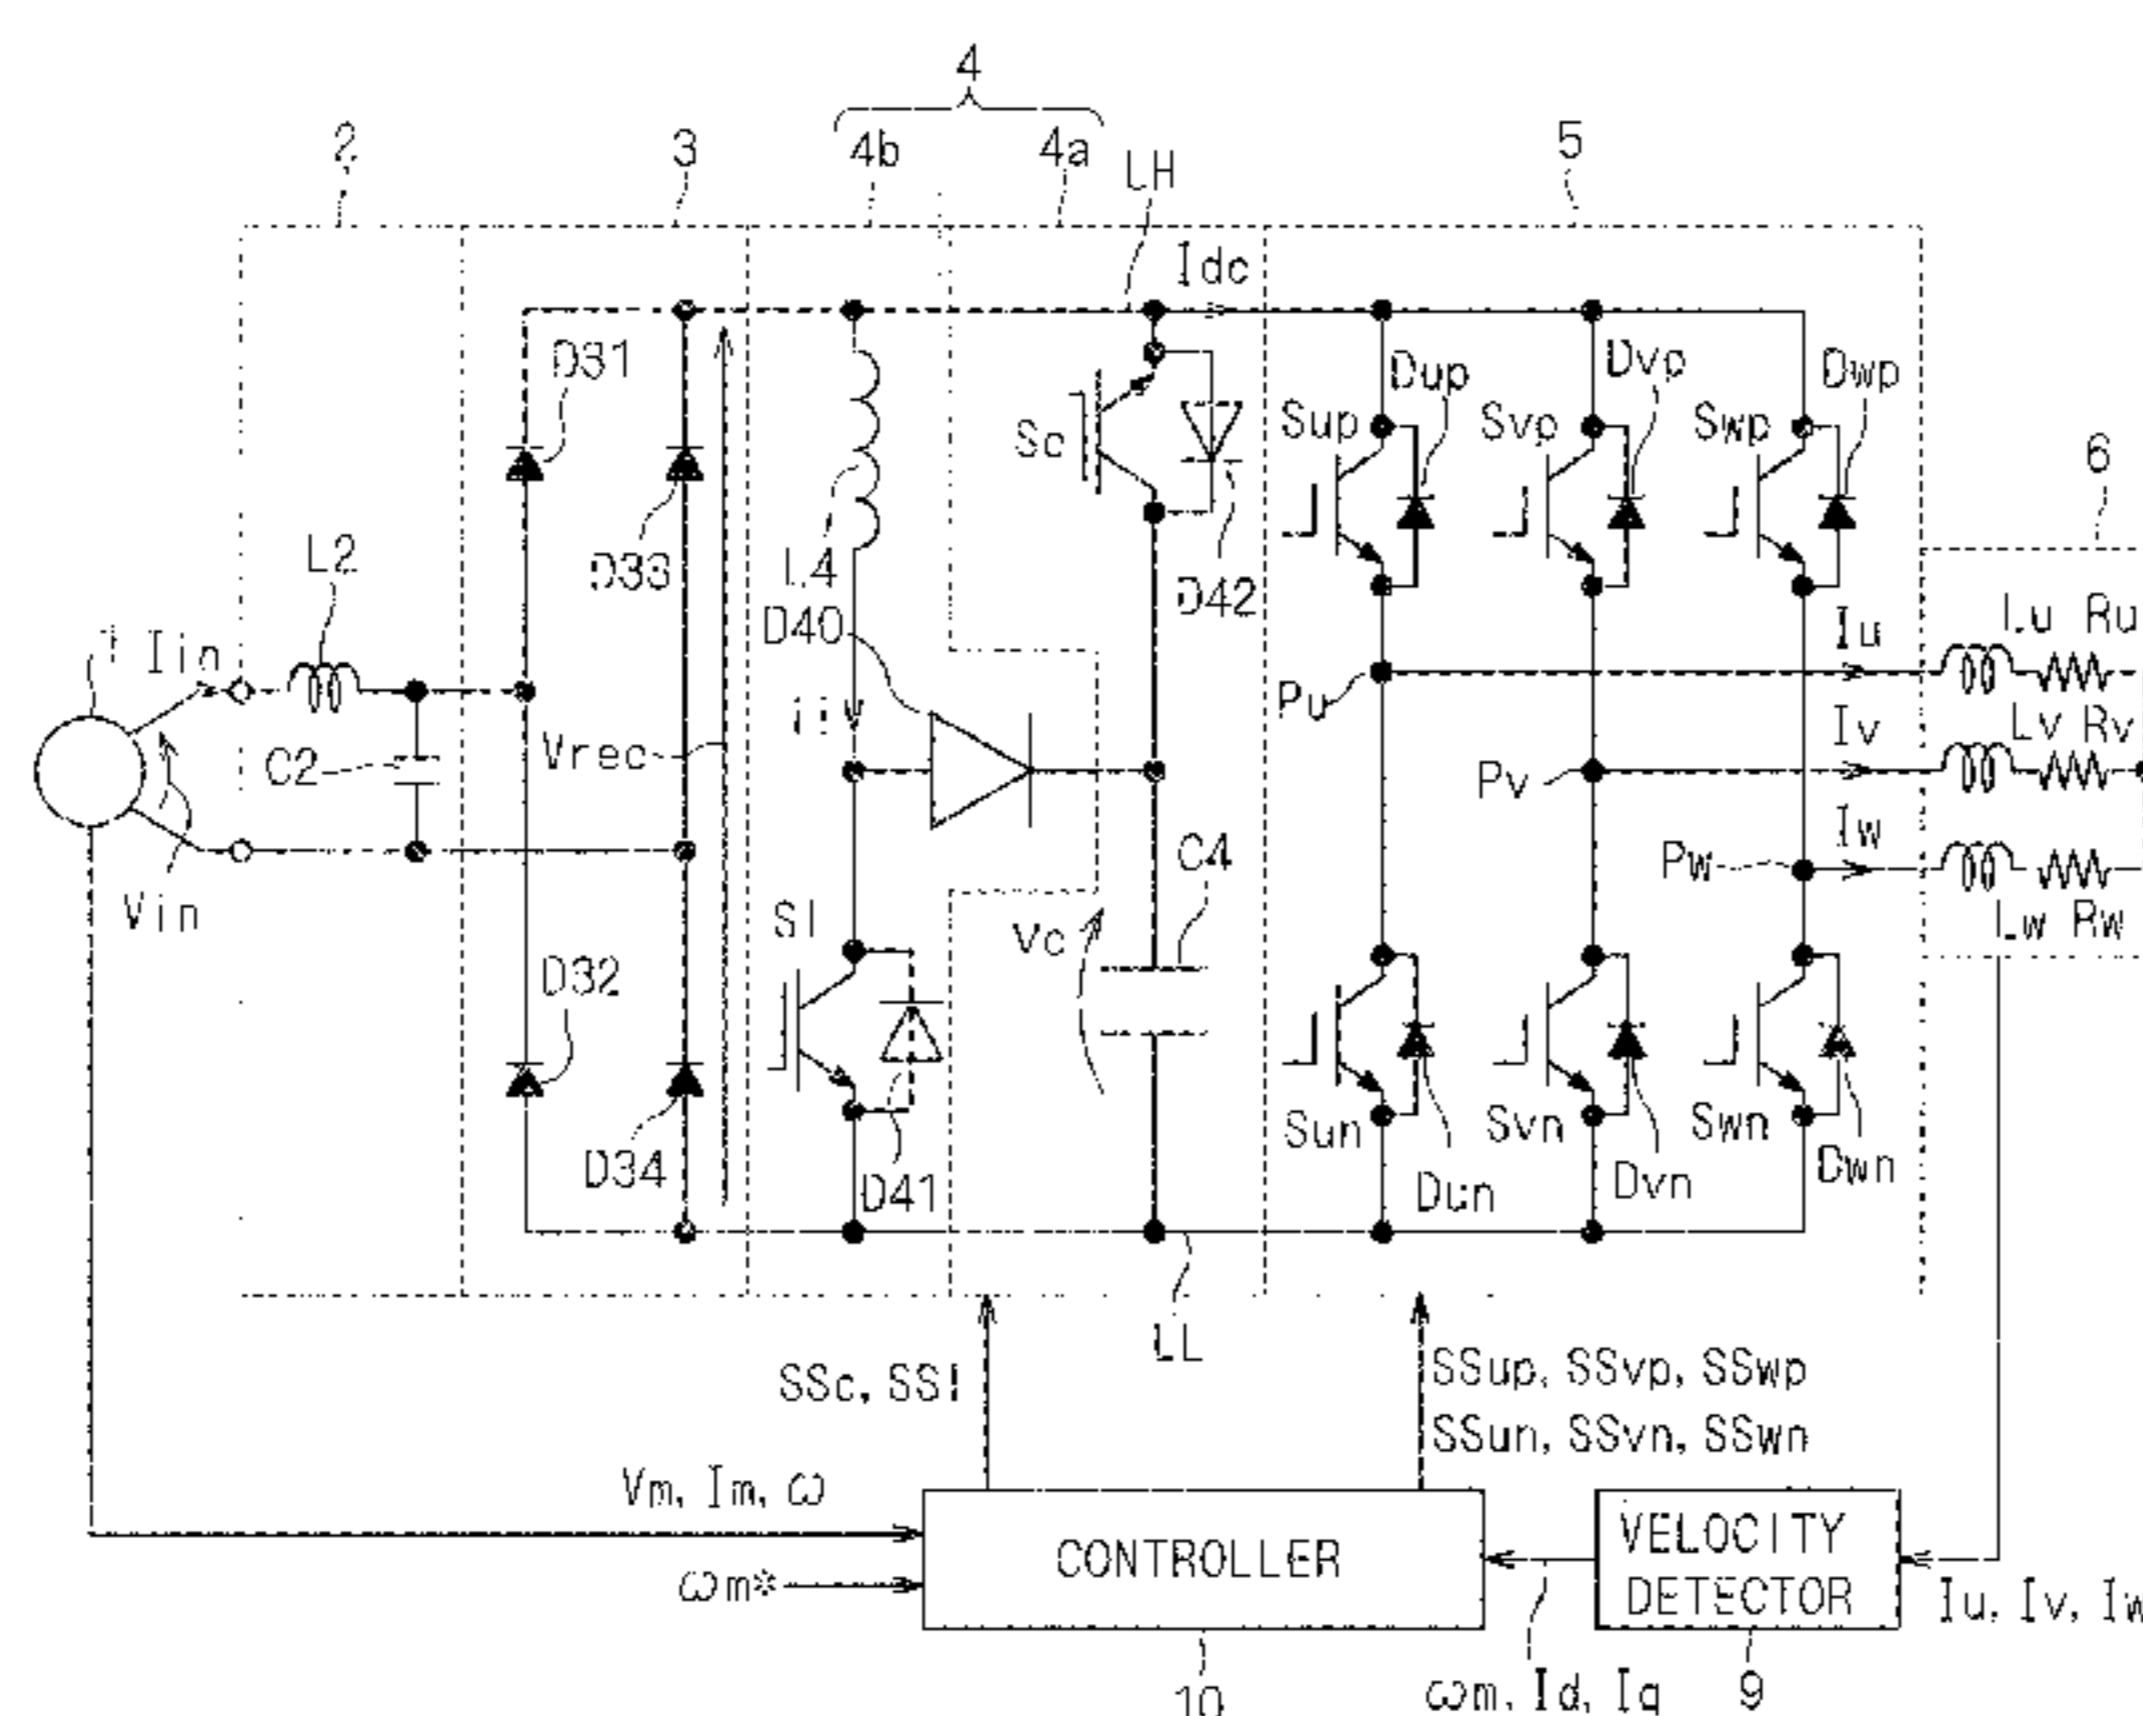 4
2
3
4b
4a
LH
5
Idc
D31
Dup
Dvp
Dwp
Sc
Sup
Svp
Swp
6
L2
D33
L4
D42
D40
1
Iin
Iu
Lu Ru
Pu
il
Vrec
C2
Iv
Lv Rv
Pv
Iw
C4
Pw
Vin
Sl
Vc
Lw Rw
D32
Sun
Svn
Swn
D34
D41
Dun
Dvn
Dwn
LL
SSc, SSl
SSup, SSvp, SSwp
SSun, SSvn, SSwn
Vm, Im, ω
CONTROLLER
VELOCITY
DETECTOR
ωm*
Iu, Iv, Iw
10
ωm, Id, Iq
9